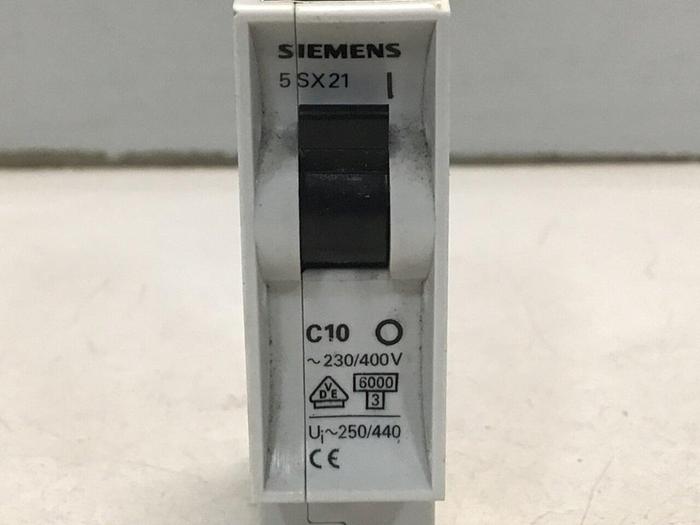 SIEMENS
5SX21 I
C10 O
~230/400V
VDE 6000
3
Ui~250/440
CE